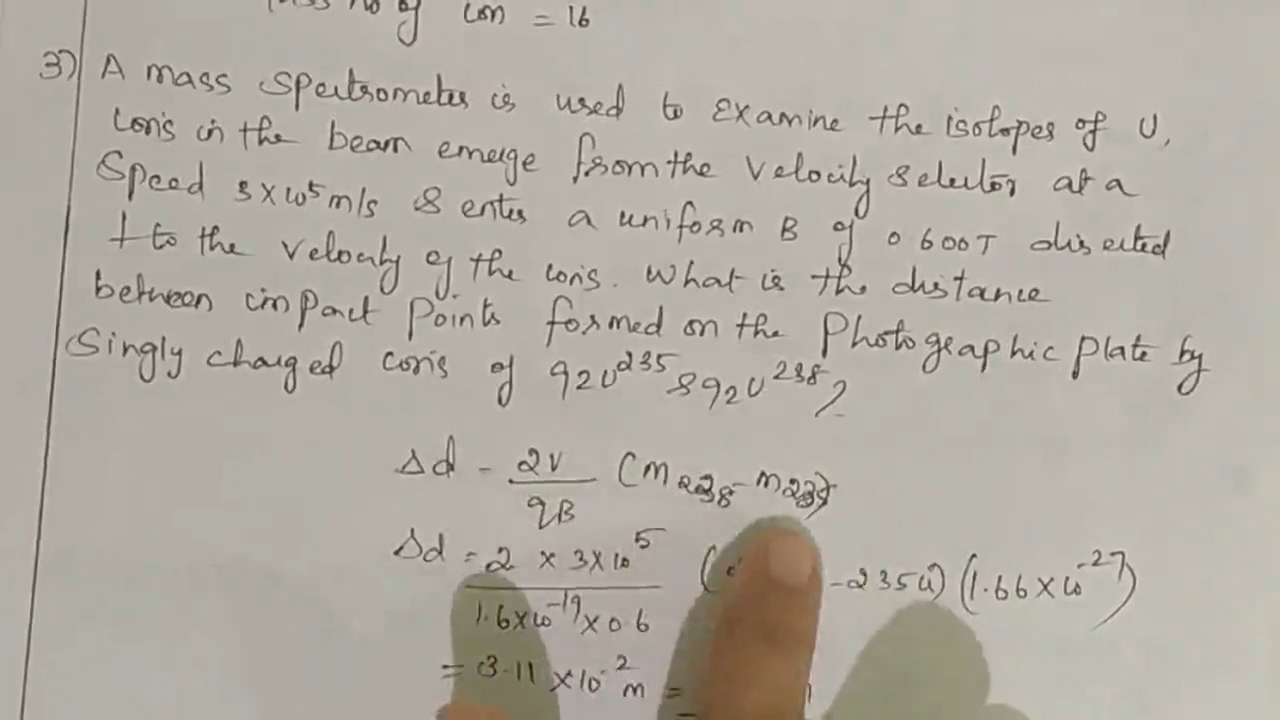 no of ion = 16
3) A mass spectrometer is used to examine the isotopes of U,
ions in the beam emerge from the velocity selector at a
speed 3×10⁵ m/s & enter a uniform B of 0.600T directed
⊥ to the velocity of the ions. What is the distance
between impact points formed on the photographic plate by
Singly charged ions of 92U²³⁵ & 92U²³⁸?
Δd = 2V/qB (m238 - m235)
Δd = 2 × 3×10⁵ / 1.6×10⁻¹⁹×0.6 ( -235u) (1.66×10⁻²⁷)
= 3.11 ×10⁻² m =